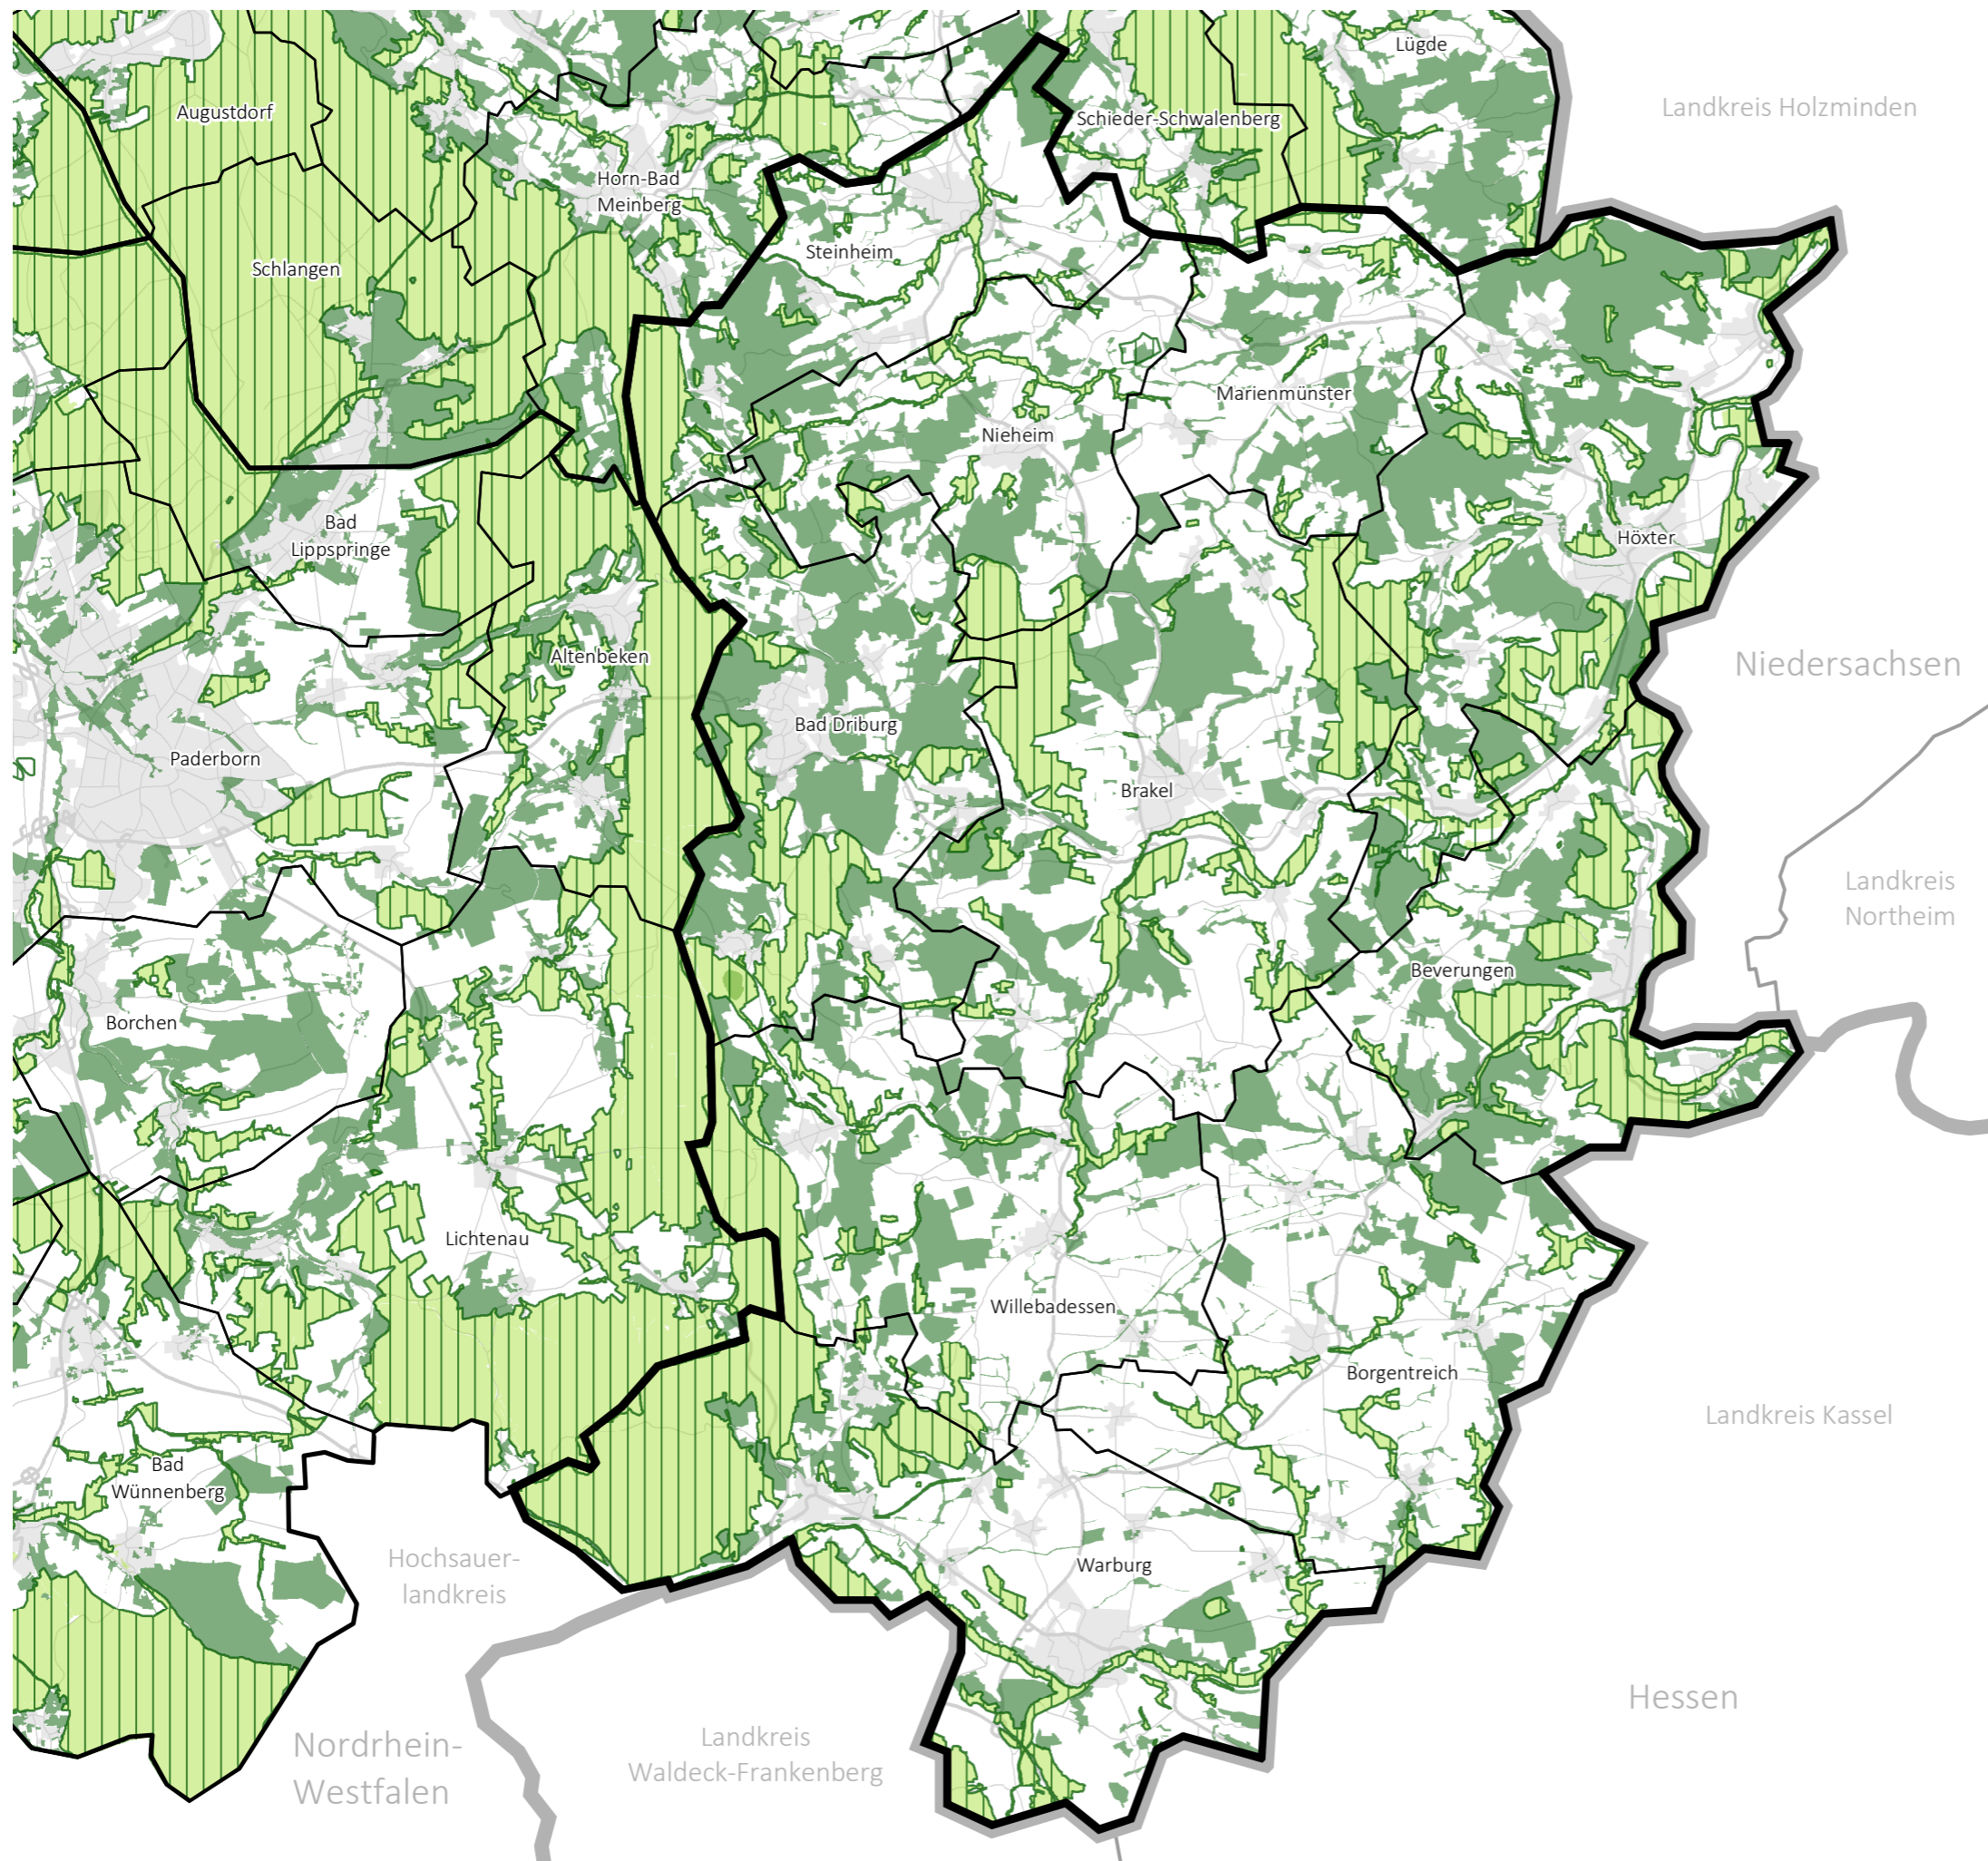 Lügde
Landkreis Holzminden
Augustdorf
Schieder-Schwalenberg
Horn-Bad
Meinberg
Steinheim
Schlangen
Marienmünster
Nieheim
Bad
Lippspringe
Höxter
Altenbeken
Niedersachsen
Bad Driburg
Paderborn
Brakel
Landkreis
Northeim
Beverungen
Borchen
Lichtenau
Willebadessen
Borgentreich
Landkreis Kassel
Bad
Wünnenberg
Hochsauer-
landkreis
Warburg
Hessen
Nordrhein-
Westfalen
Landkreis
Waldeck-Frankenberg